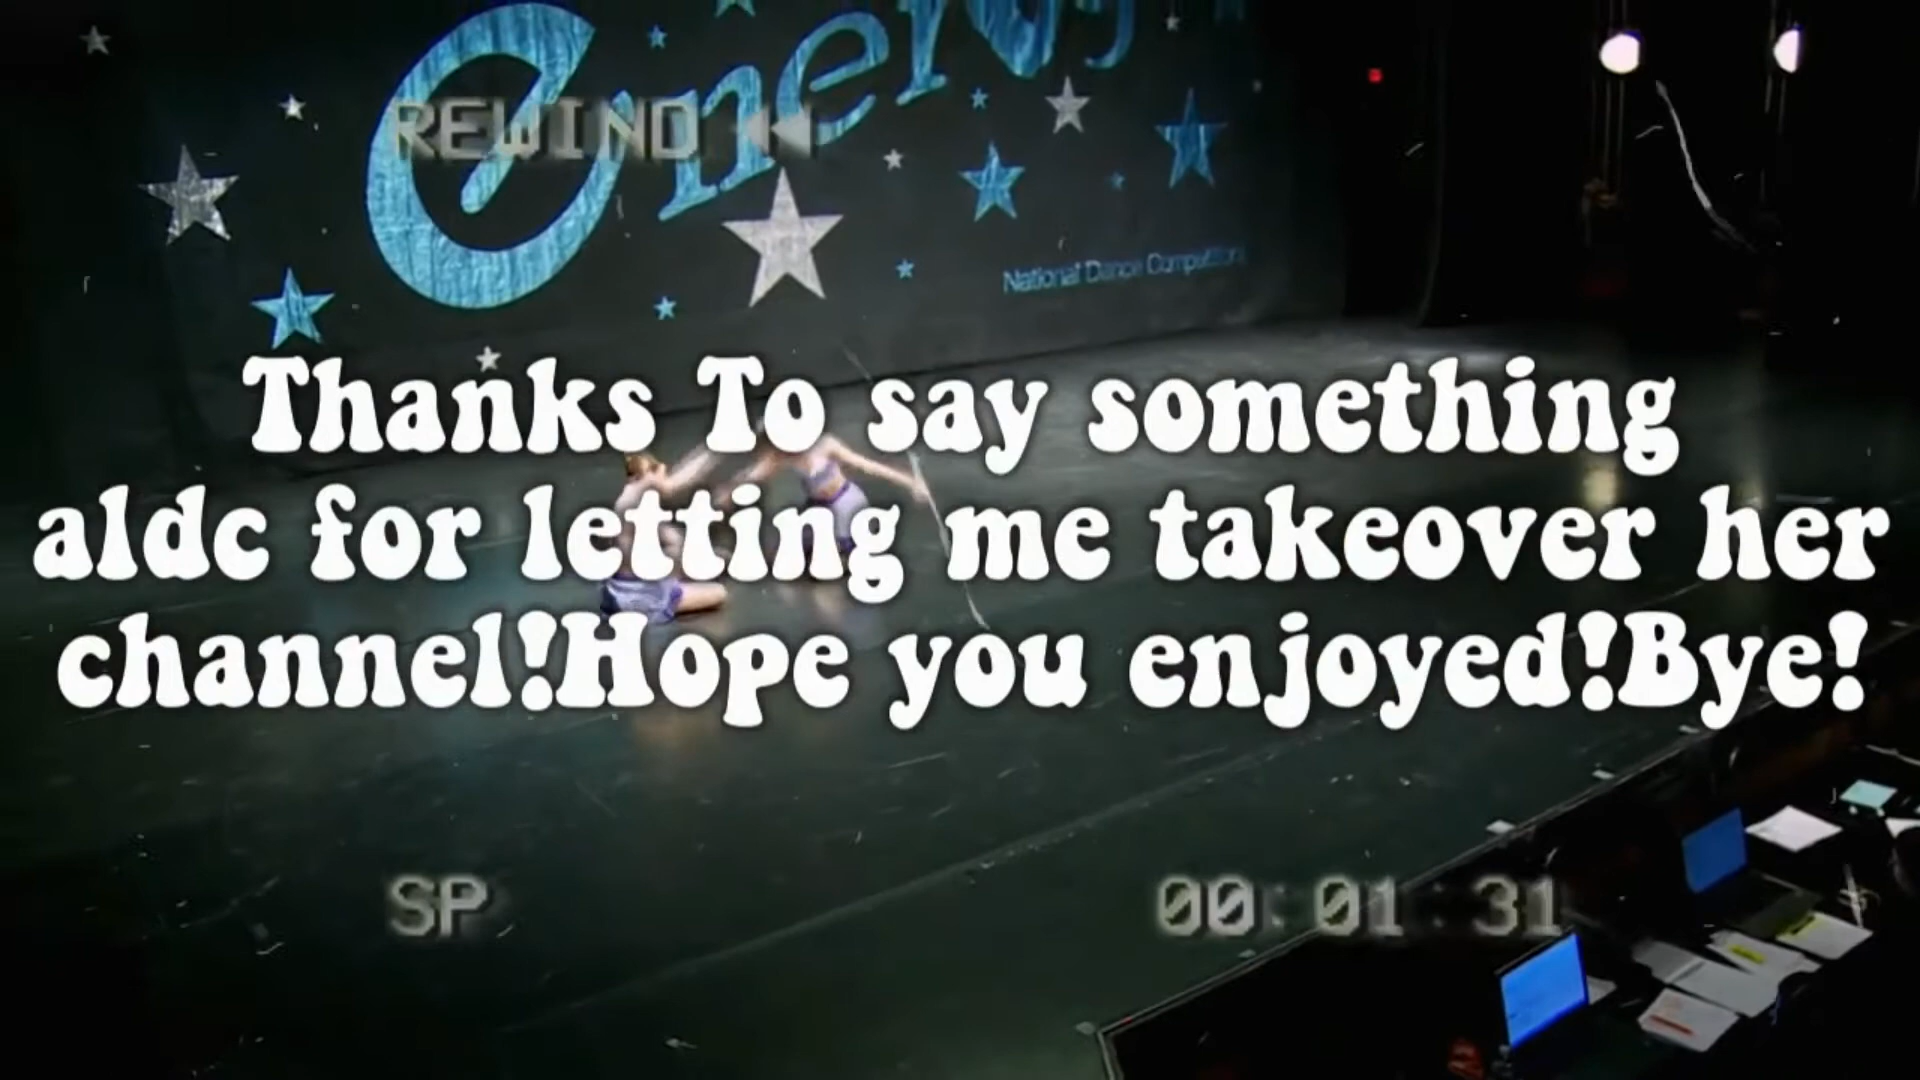 Energy
REWIND
National Dance Competition
Thanks To say something
aldc for letting me takeover her
channel!Hope you enjoyed!Bye!
SP
00:01:31